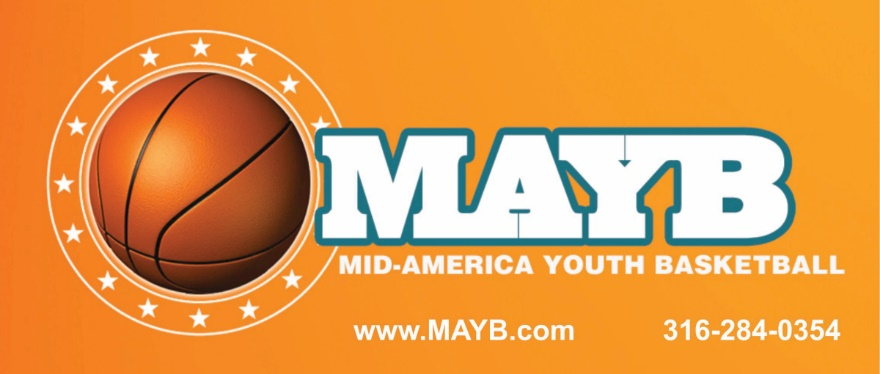 MAYB
MID-AMERICA YOUTH BASKETBALL
www.MAYB.com 316-284-0354